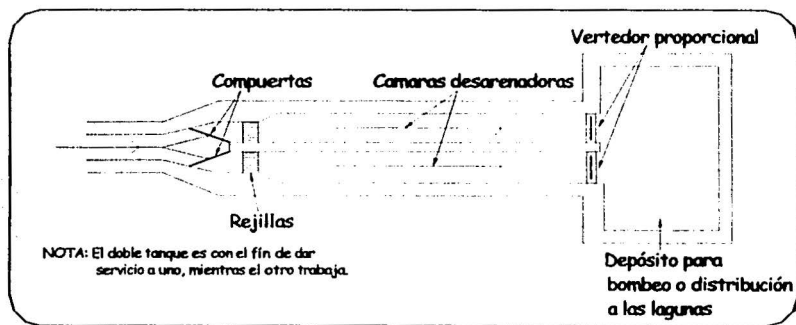 Vertedor proporcional
Compuertas
Camaras desarenadoras
Rejillas
NOTA: El doble tanque es con el fín de dar
servicio a uno, mientras el otro trabaja.
Depósito para
bombeo o distribución
a las lagunas